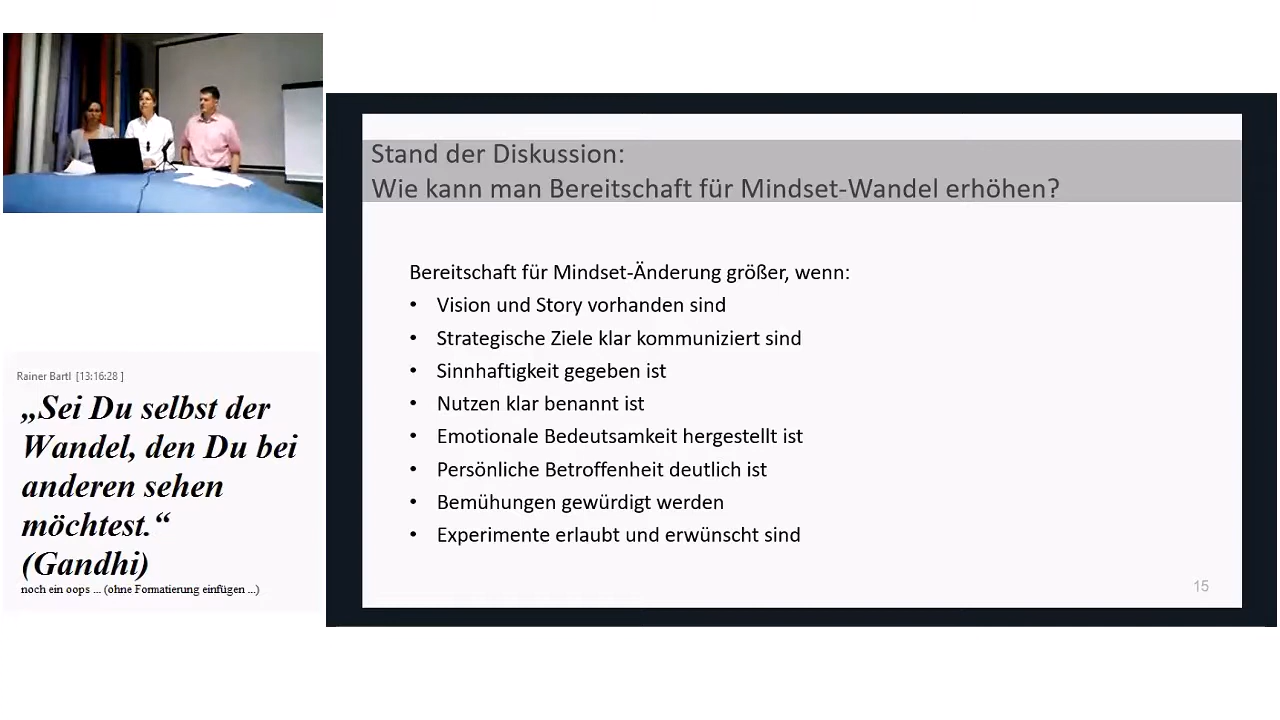 Stand der Diskussion:
Wie kann man Bereitschaft für Mindset-Wandel erhöhen?
Bereitschaft für Mindset-Änderung größer, wenn:
• Vision und Story vorhanden sind
• Strategische Ziele klar kommuniziert sind
• Sinnhaftigkeit gegeben ist
• Nutzen klar benannt ist
• Emotionale Bedeutsamkeit hergestellt ist
• Persönliche Betroffenheit deutlich ist
• Bemühungen gewürdigt werden
• Experimente erlaubt und erwünscht sind
15
Rainer Bartl [13:16:28 ]
„Sei Du selbst der
Wandel, den Du bei
anderen sehen
möchtest.“
(Gandhi)
noch ein oops ... (ohne Formatierung einfügen ...)